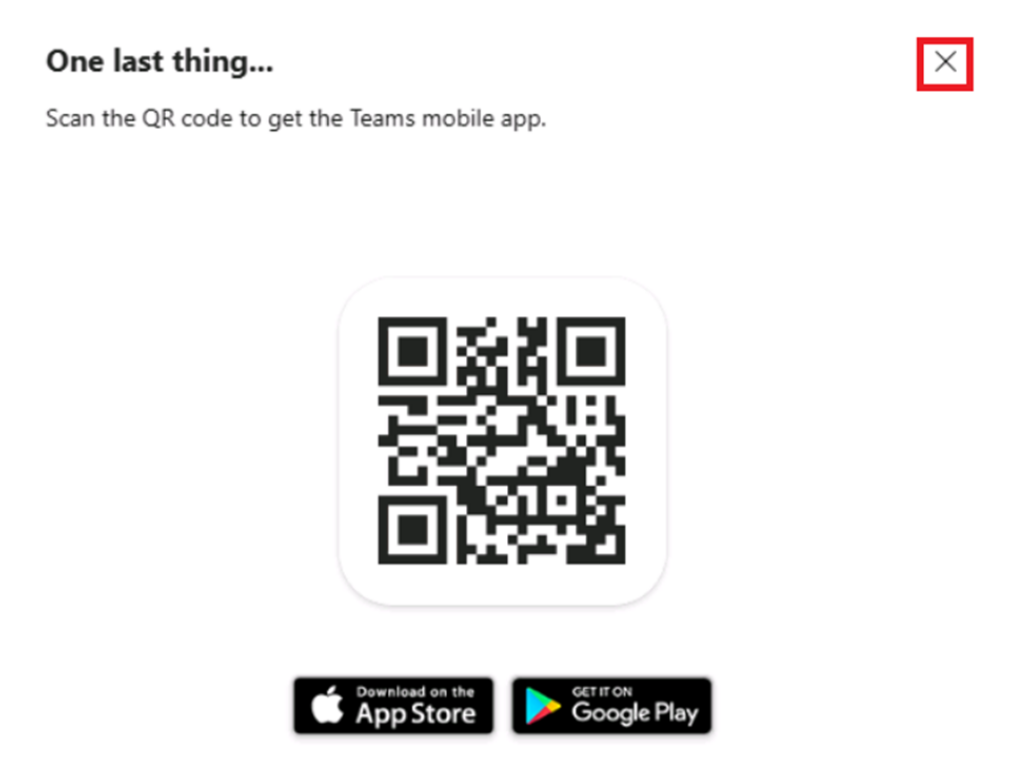 One last thing...
Scan the QR code to get the Teams mobile app.
Download on the
App Store
GET IT ON
Google Play